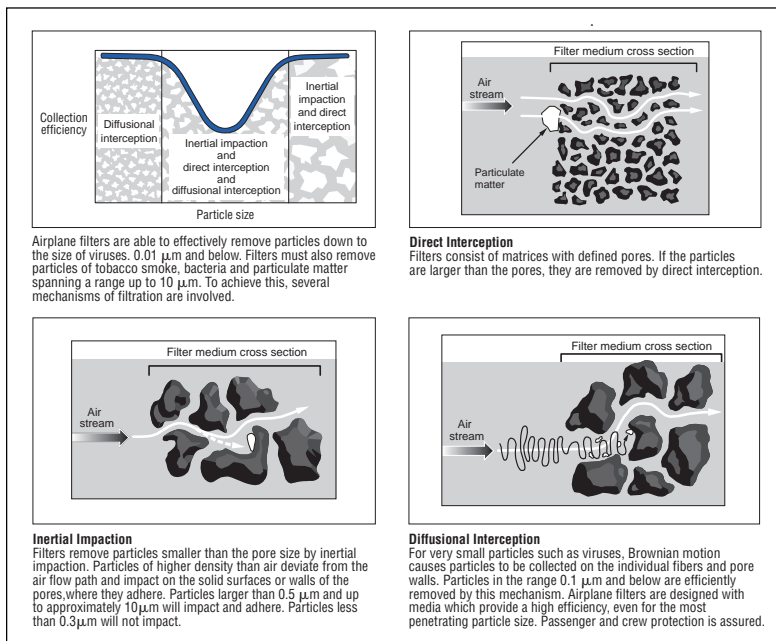 Collection
efficiency
Diffusional
interception
Inertial impaction
and
direct interception
and
diffusional interception
Inertial
impaction
and direct
interception
Particle size
Airplane filters are able to effectively remove particles down to
the size of viruses. 0.01 µm and below. Filters must also remove
particles of tobacco smoke, bacteria and particulate matter
spanning a range up to 10 µm. To achieve this, several
mechanisms of filtration are involved.
Filter medium cross section
Air
stream
Particulate
matter
Direct Interception
Filters consist of matrices with defined pores. If the particles
are larger than the pores, they are removed by direct interception.
Filter medium cross section
Air
stream
Inertial Impaction
Filters remove particles smaller than the pore size by inertial
impaction. Particles of higher density than air deviate from the
air flow path and impact on the solid surfaces or walls of the
pores,where they adhere. Particles larger than 0.5 µm and up
to approximately 10µm will impact and adhere. Particles less
than 0.3µm will not impact.
Filter medium cross section
Air
stream
Diffusional Interception
For very small particles such as viruses, Brownian motion
causes particles to be collected on the individual fibers and pore
walls. Particles in the range 0.1 µm and below are efficiently
removed by this mechanism. Airplane filters are designed with
media which provide a high efficiency, even for the most
penetrating particle size. Passenger and crew protection is assured.